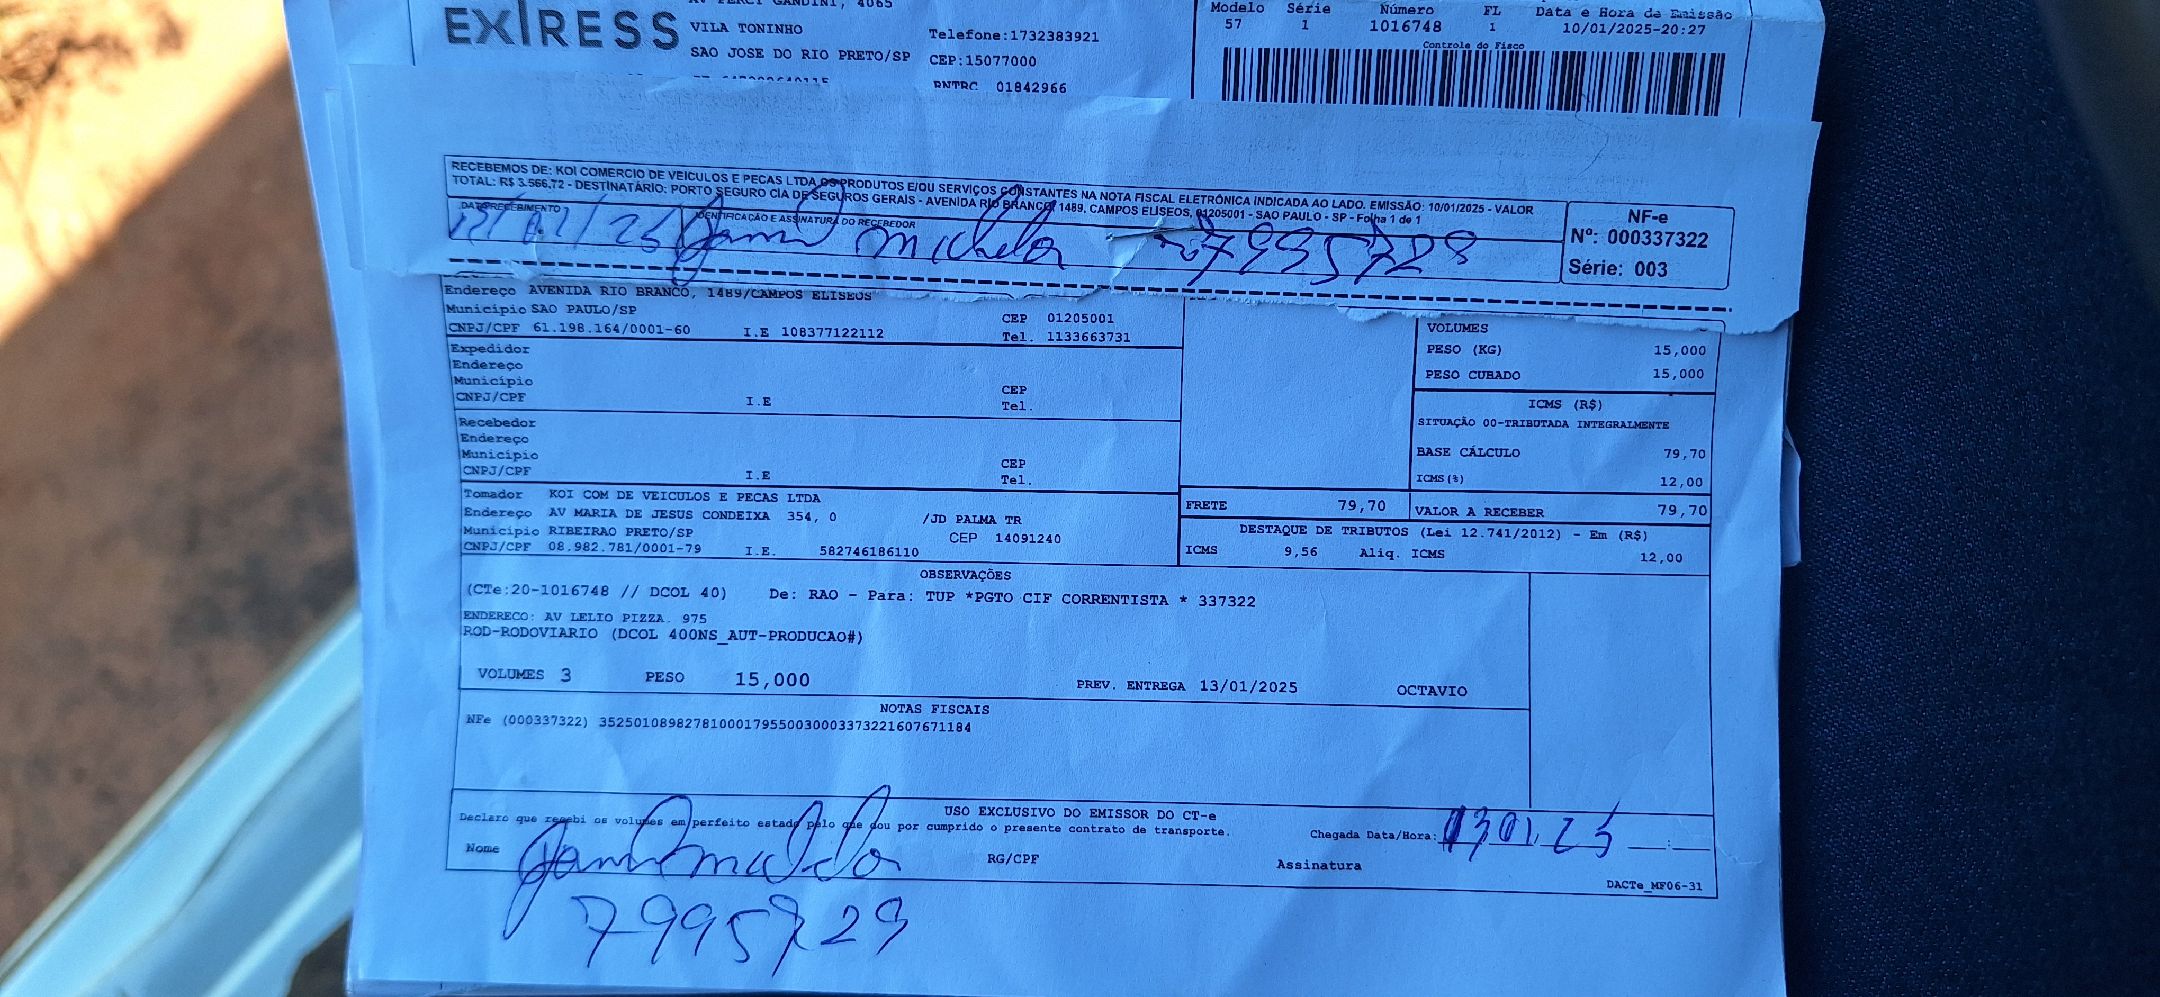 EXPRESS
VILA TONINHO
SAO JOSE DO RIO PRETO/SP
Telefone:1732383921
CEP:15077000
RNTRC 01842966
Modelo Série Número FL Data e Hora da Emissão
57 1 1016748 1 10/01/2025-20:27
Controle do Fisco
RECEBEMOS DE: KOI COMERCIO DE VEICULOS E PECAS LTDA OS PRODUTOS E/OU SERVIÇOS CONSTANTES NA NOTA FISCAL ELETRÔNICA INDICADA AO LADO. EMISSÃO: 10/01/2025 - VALOR
TOTAL: R$ 3.566,72 - DESTINATÁRIO: PORTO SEGURO CIA DE SEGUROS GERAIS - AVENIDA RIO BRANCO, 1489, CAMPOS ELISEOS, 01205001 - SAO PAULO - SP - Folha 1 de 1
DATA RECEBIMENTO
IDENTIFICAÇÃO E ASSINATURA DO RECEBEDOR
NF-e
Nº: 000337322
Série: 003
Endereço AVENIDA RIO BRANCO, 1489/CAMPOS ELISEOS
Município SAO PAULO/SP CEP 01205001
CNPJ/CPF 61.198.164/0001-60 I.E 108377122112 Tel. 1133663731
Expedidor
Endereço
Município CEP
CNPJ/CPF I.E Tel.
Recebedor
Endereço
Município CEP
CNPJ/CPF I.E Tel.
Tomador KOI COM DE VEICULOS E PECAS LTDA
Endereço AV MARIA DE JESUS CONDEIXA 354, 0 /JD PALMA TR
Município RIBEIRAO PRETO/SP CEP 14091240
CNPJ/CPF 08.982.781/0001-79 I.E. 582746186110
VOLUMES
PESO (KG) 15,000
PESO CUBADO 15,000
ICMS (R$)
SITUAÇÃO 00-TRIBUTADA INTEGRALMENTE
BASE CÁLCULO 79,70
ICMS(%) 12,00
FRETE 79,70 VALOR A RECEBER 79,70
DESTAQUE DE TRIBUTOS (Lei 12.741/2012) - Em (R$)
ICMS 9,56 Aliq. ICMS 12,00
OBSERVAÇÕES
(CTe:20-1016748 // DCOL 40) De: RAO - Para: TUP *PGTO CIF CORRENTISTA * 337322
ENDERECO: AV LELIO PIZZA. 975
ROD-RODOVIARIO (DCOL 400NS_AUT-PRODUCAO#)
VOLUMES 3 PESO 15,000 PREV. ENTREGA 13/01/2025 OCTAVIO
NOTAS FISCAIS
NFe (000337322) 35250108982781000179550030003373221607671184
USO EXCLUSIVO DO EMISSOR DO CT-e
Declaro que recebi os volumes em perfeito estado pelo que dou por cumprido o presente contrato de transporte.
Chegada Data/Hora: 13 01 25
Nome RG/CPF Assinatura
DACTe_MF06-31